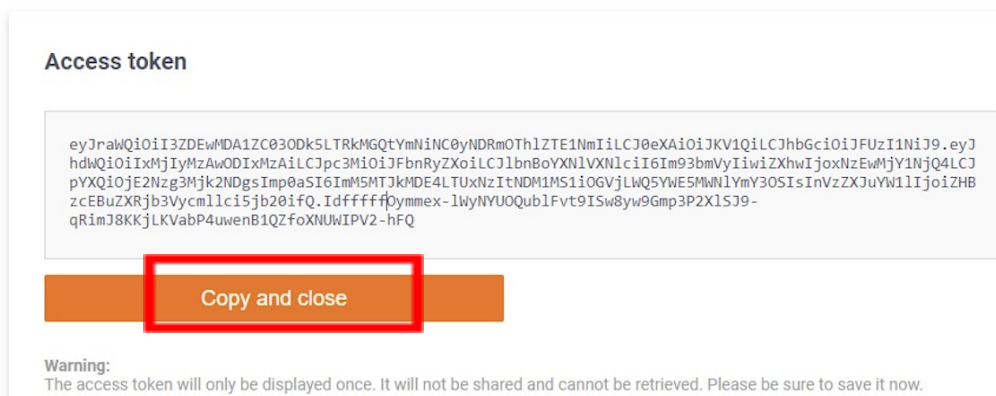 Access token
eyJraWQiOiI3ZDEwMDA1ZC03ODk5LTRkMGQtYmNiNC0yNDRmOThlZTE1NmIiLCJ0eXAiOiJKV1QiLCJhbGciOiJFUzI1NiJ9.eyJ
hdWQiOiIxMjIyMzAwODIxMzAiLCJpc3MiOiJFbnRyZXoiLCJlbnBoYXNlVXNlciI6Im93bmVyIiwiZXhwIjoxNzEwMjY1NjQ4LCJ
pYXQiOjE2Nzg3Mjk2NDgsImp0aSI6ImM5MTJkMDE4LTUxNzItNDM1MS1iOGVjLWQ5YWE5MWNlYmY3OSIsInVzZXJuYW1lIjoiZHB
zcEBuZXRjb3Vycmllci5jb20ifQ.IdfffffOymmex-lWyNYUOQublFvt9ISw8yw9Gmp3P2XlSJ9-
qRimJ8KKjLKVabP4uwenB1QZfoXNUWIPV2-hFQ
Copy and close
Warning:
The access token will only be displayed once. It will not be shared and cannot be retrieved. Please be sure to save it now.